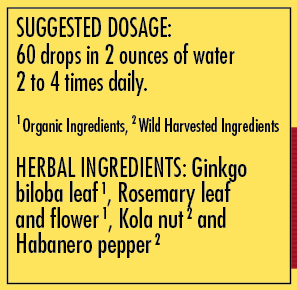 SUGGESTED DOSAGE:
60 drops in 2 ounces of water
2 to 4 times daily.
¹ Organic Ingredients, ² Wild Harvested Ingredients
HERBAL INGREDIENTS: Ginkgo
biloba leaf ¹, Rosemary leaf
and flower ¹, Kola nut ² and
Habanero pepper ²